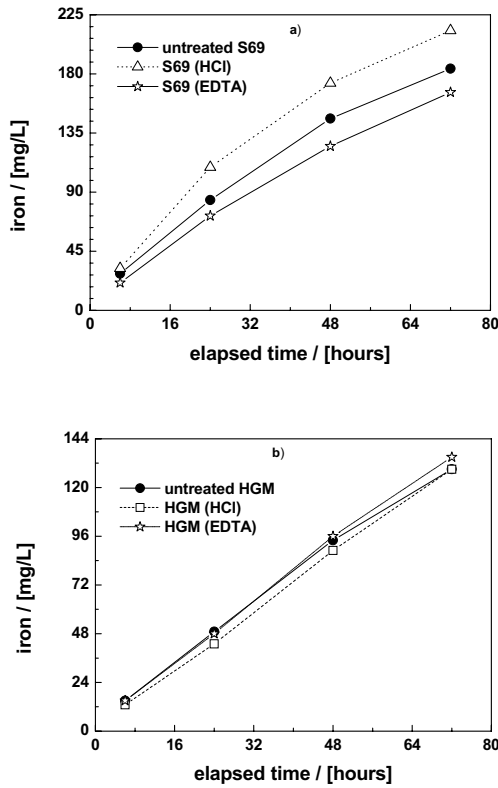 225
a)
untreated S69
S69 (HCl)
S69 (EDTA)
180
135
90
45
0
iron / [mg/L]
0 16 32 48 64 80
elapsed time / [hours]
144
b)
untreated HGM
HGM (HCl)
HGM (EDTA)
120
96
72
48
24
0
iron / [mg/L]
0 16 32 48 64 80
elapsed time / [hours]